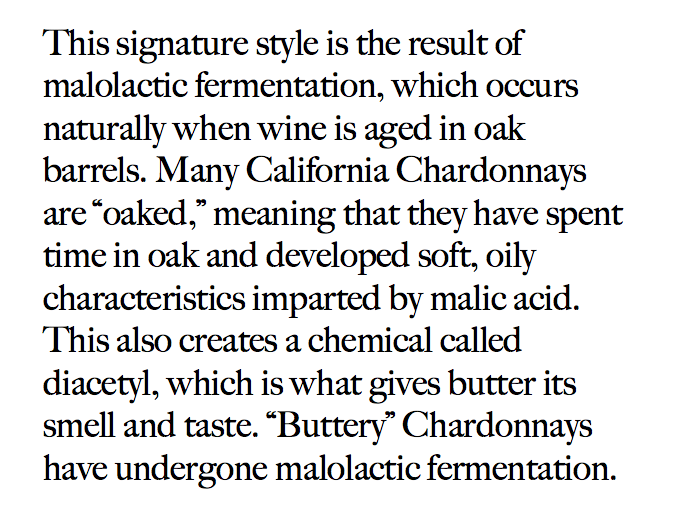 This signature style is the result of
malolactic fermentation, which occurs
naturally when wine is aged in oak
barrels. Many California Chardonnays
are “oaked,” meaning that they have spent
time in oak and developed soft, oily
characteristics imparted by malic acid.
This also creates a chemical called
diacetyl, which is what gives butter its
smell and taste. “Buttery” Chardonnays
have undergone malolactic fermentation.